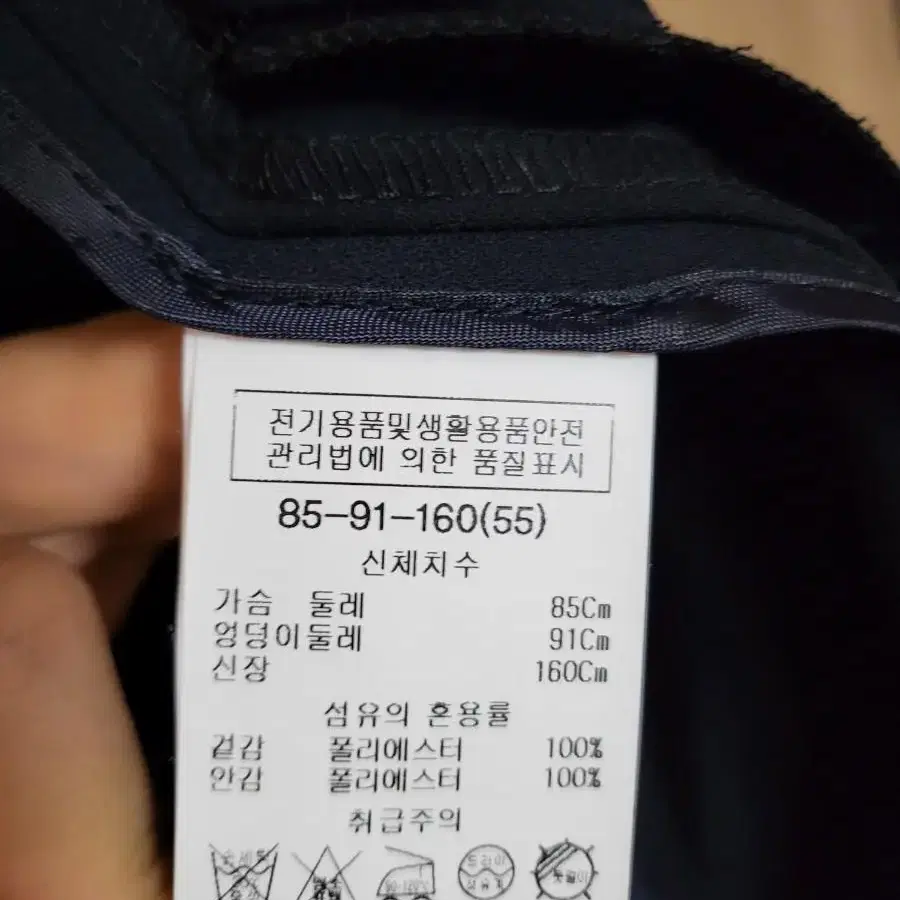 전기용품및생활용품안전
관리법에 의한 품질표시
85-91-160(55)
신체치수
가슴 둘레 85Cm
엉덩이둘레 91Cm
신장 160Cm
섬유의 혼용률
겉감 폴리에스터 100%
안감 폴리에스터 100%
취급주의
드라이